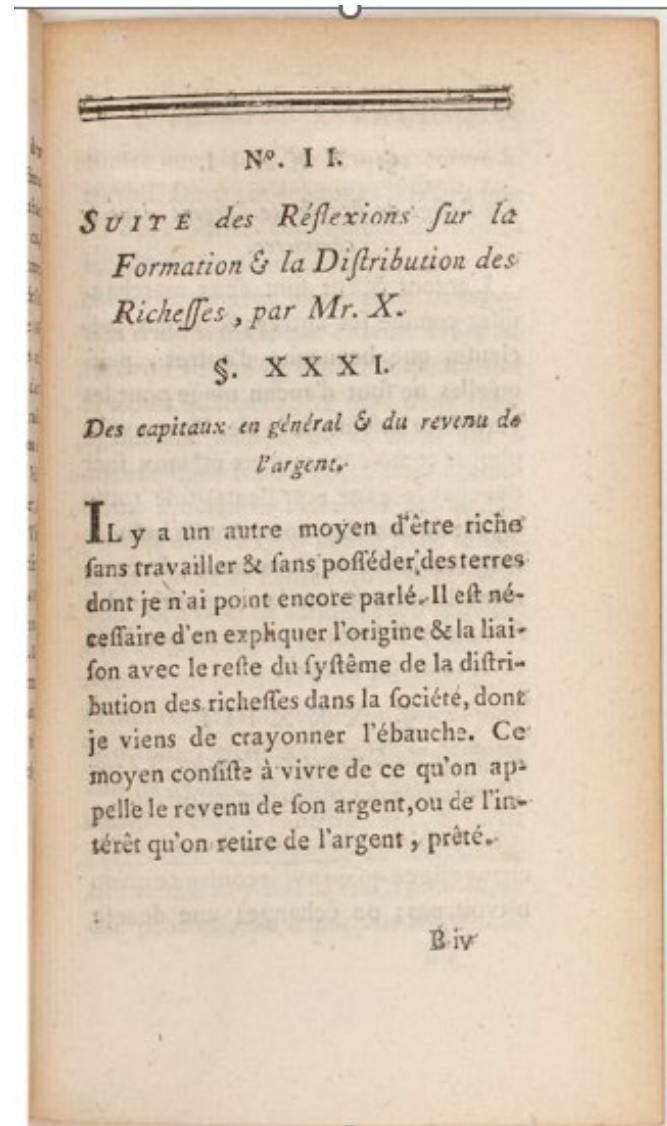 Nº. I I.
SUITE des Réflexions ſur la
Formation & la Diſtribution des
Richeſſes, par Mr. X.
§. X X X I.
Des capitaux en général & du revenu de
l'argent.
IL y a un autre moyen d'être riche
ſans travailler & ſans poſſéder des terres
dont je n'ai point encore parlé. Il eſt né-
ceſſaire d'en expliquer l'origine & la liai-
ſon avec le reſte du ſyſtême de la diſtri-
bution des richeſſes dans la ſociété, dont
je viens de crayonner l'ébauche. Ce
moyen conſiſte à vivre de ce qu'on ap-
pelle le revenu de ſon argent, ou de l'in-
térêt qu'on retire de l'argent, prêté.
B iv